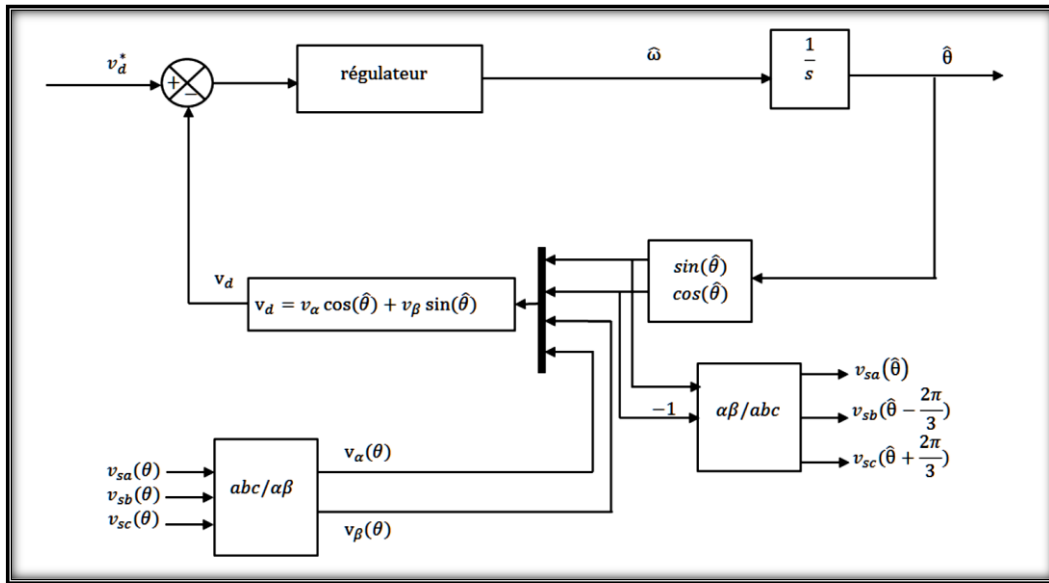 v_d^*
+
−
régulateur
ω̂
1
s
θ̂
sin(θ̂)
cos(θ̂)
v_d
v_d = v_α cos(θ̂) + v_β sin(θ̂)
−1
αβ/abc
v_sa(θ̂)
v_sb(θ̂ − 2π/3)
v_sc(θ̂ + 2π/3)
v_sa(θ)
v_sb(θ)
v_sc(θ)
abc/αβ
v_α(θ)
v_β(θ)